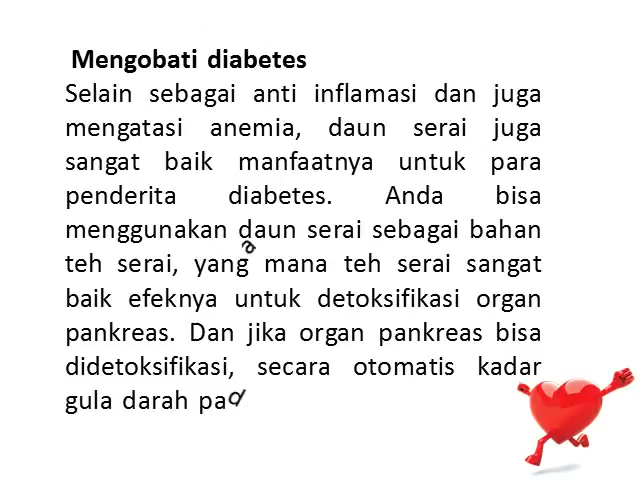 Mengobati diabetes
Selain sebagai anti inflamasi dan juga
mengatasi anemia, daun serai juga
sangat baik manfaatnya untuk para
penderita diabetes. Anda bisa
menggunakan daun serai sebagai bahan
teh serai, yang mana teh serai sangat
baik efeknya untuk detoksifikasi organ
pankreas. Dan jika organ pankreas bisa
didetoksifikasi, secara otomatis kadar
gula darah pad
a